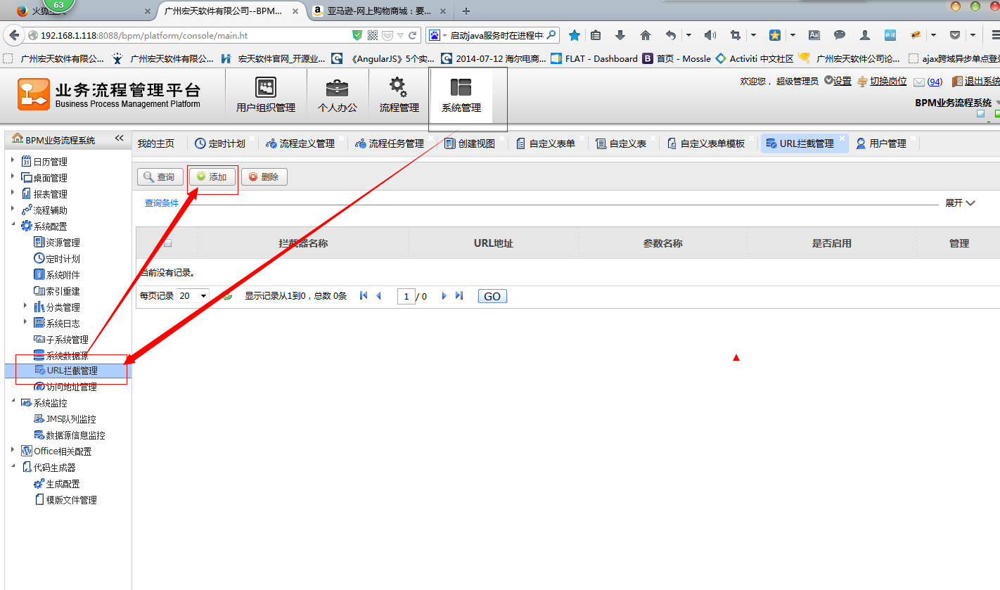 63
广州宏天软件有限公司--BPM...
亚马逊-网上购物商城：要...
192.168.1.118:8088/bpm/platform/console/main.ht
启动java服务时在进程中
广州宏天软件有限公...
广州宏天软件有限公...
宏天软件官网_开源业...
《AngularJS》5个实...
2014-07-12 海尔电商...
FLAT - Dashboard
首页 - Mossle
Activiti 中文社区
广州宏天软件公司论...
ajax跨域异步单点登录
业务流程管理平台
Business Process Management Platform
用户组织管理
个人办公
流程管理
系统管理
欢迎您， 超级管理员
设置
切换岗位
(94)
退出系统
BPM业务流程系统
BPM业务流程系统
我的主页
定时计划
流程定义管理
流程任务管理
创建视图
自定义表单
自定义表
自定义表单模板
URL拦截管理
用户管理
日历管理
桌面管理
报表管理
流程辅助
系统配置
资源管理
定时计划
系统附件
索引重建
分类管理
系统日志
子系统管理
系统数据源
URL拦截管理
访问地址管理
系统监控
JMS队列监控
数据源信息监控
Office相关配置
代码生成器
生成配置
模版文件管理
查询
添加
删除
查询条件
展开
拦截器名称
URL地址
参数名称
是否启用
管理
当前没有记录。
每页记录 20
显示记录从1到0，总数 0条
1 / 0
GO